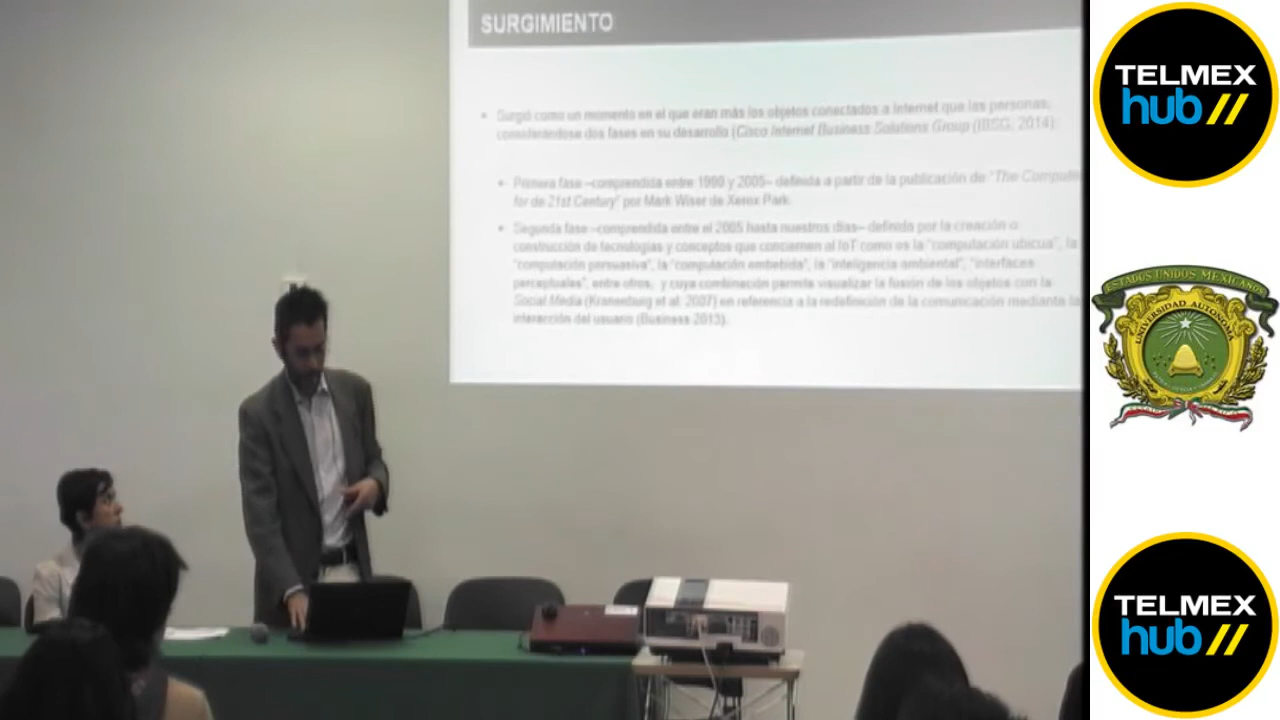 SURGIMIENTO
• Surgió como un momento en el que eran más los objetos conectados a Internet que las personas,
considerándose dos fases en su desarrollo (Cisco Internet Business Solutions Group (IBSG, 2014):
• Primera fase –comprendida entre 1990 y 2005– definida a partir de la publicación de "The Compute
for de 21st Century" por Mark Wiser de Xerox Park.
• Segunda fase –comprendida entre el 2005 hasta nuestros días– definida por la creación o
construcción de tecnologías y conceptos que conciernen al IoT como es la "computación ubicua", la
"computación persuasiva", la "computación embebida", la "inteligencia ambiental", "interfaces
perceptuales", entre otros, y cuya combinación permite visualizar la fusión de los objetos con la
Social Media (Kranenburg et al. 2007) en referencia a la redefinición de la comunicación mediante la
interacción del usuario (Business 2013).
TELMEX
hub//
ESTADOS UNIDOS MEXICANOS
UNIVERSIDAD AUTONOMA
TELMEX
hub//